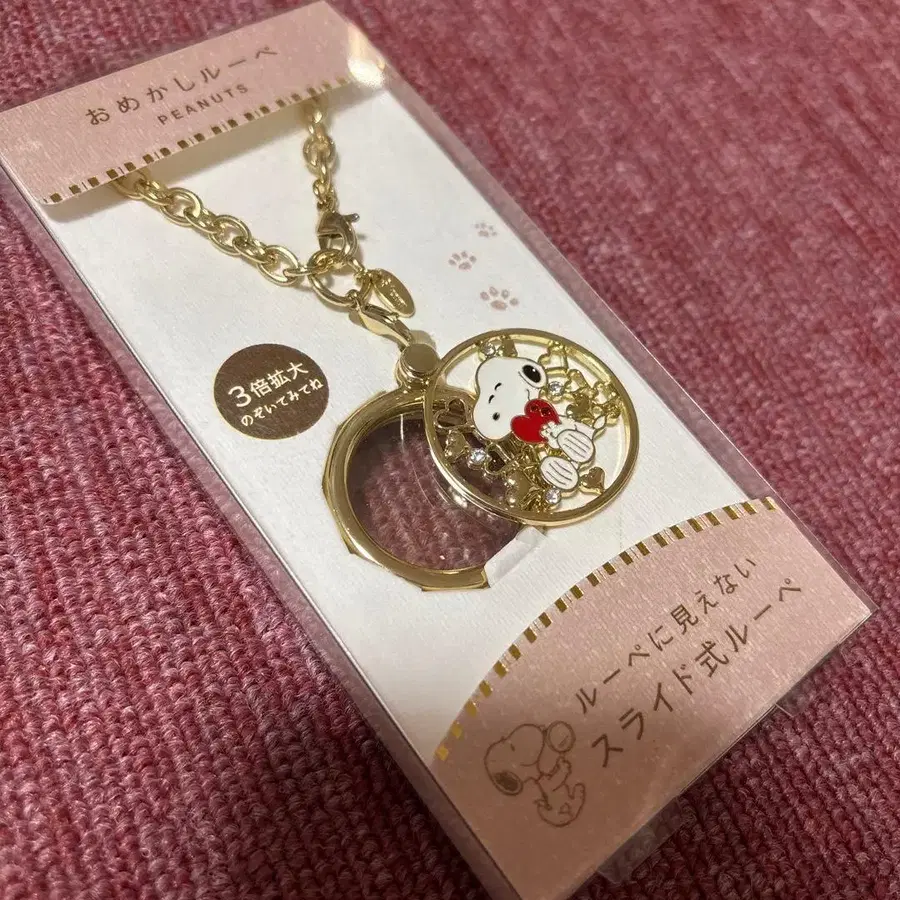 おめかしルーペ
PEANUTS
3倍拡大
のぞいてみてね
ルーペに見えない
スライド式ルーペ